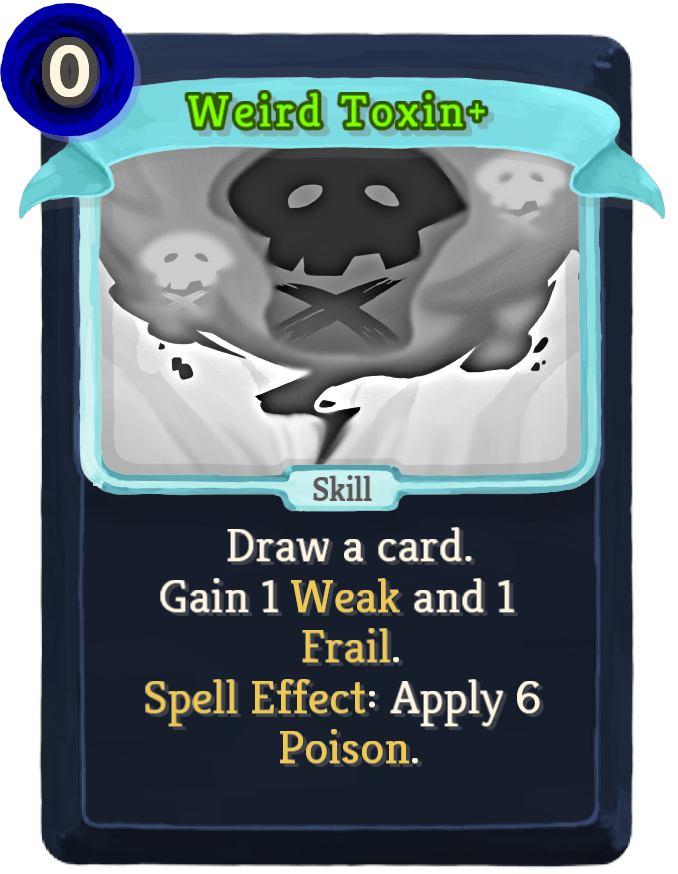 0
Weird Toxin+
Skill
Draw a card.
Gain 1 Weak and 1
Frail.
Spell Effect: Apply 6
Poison.